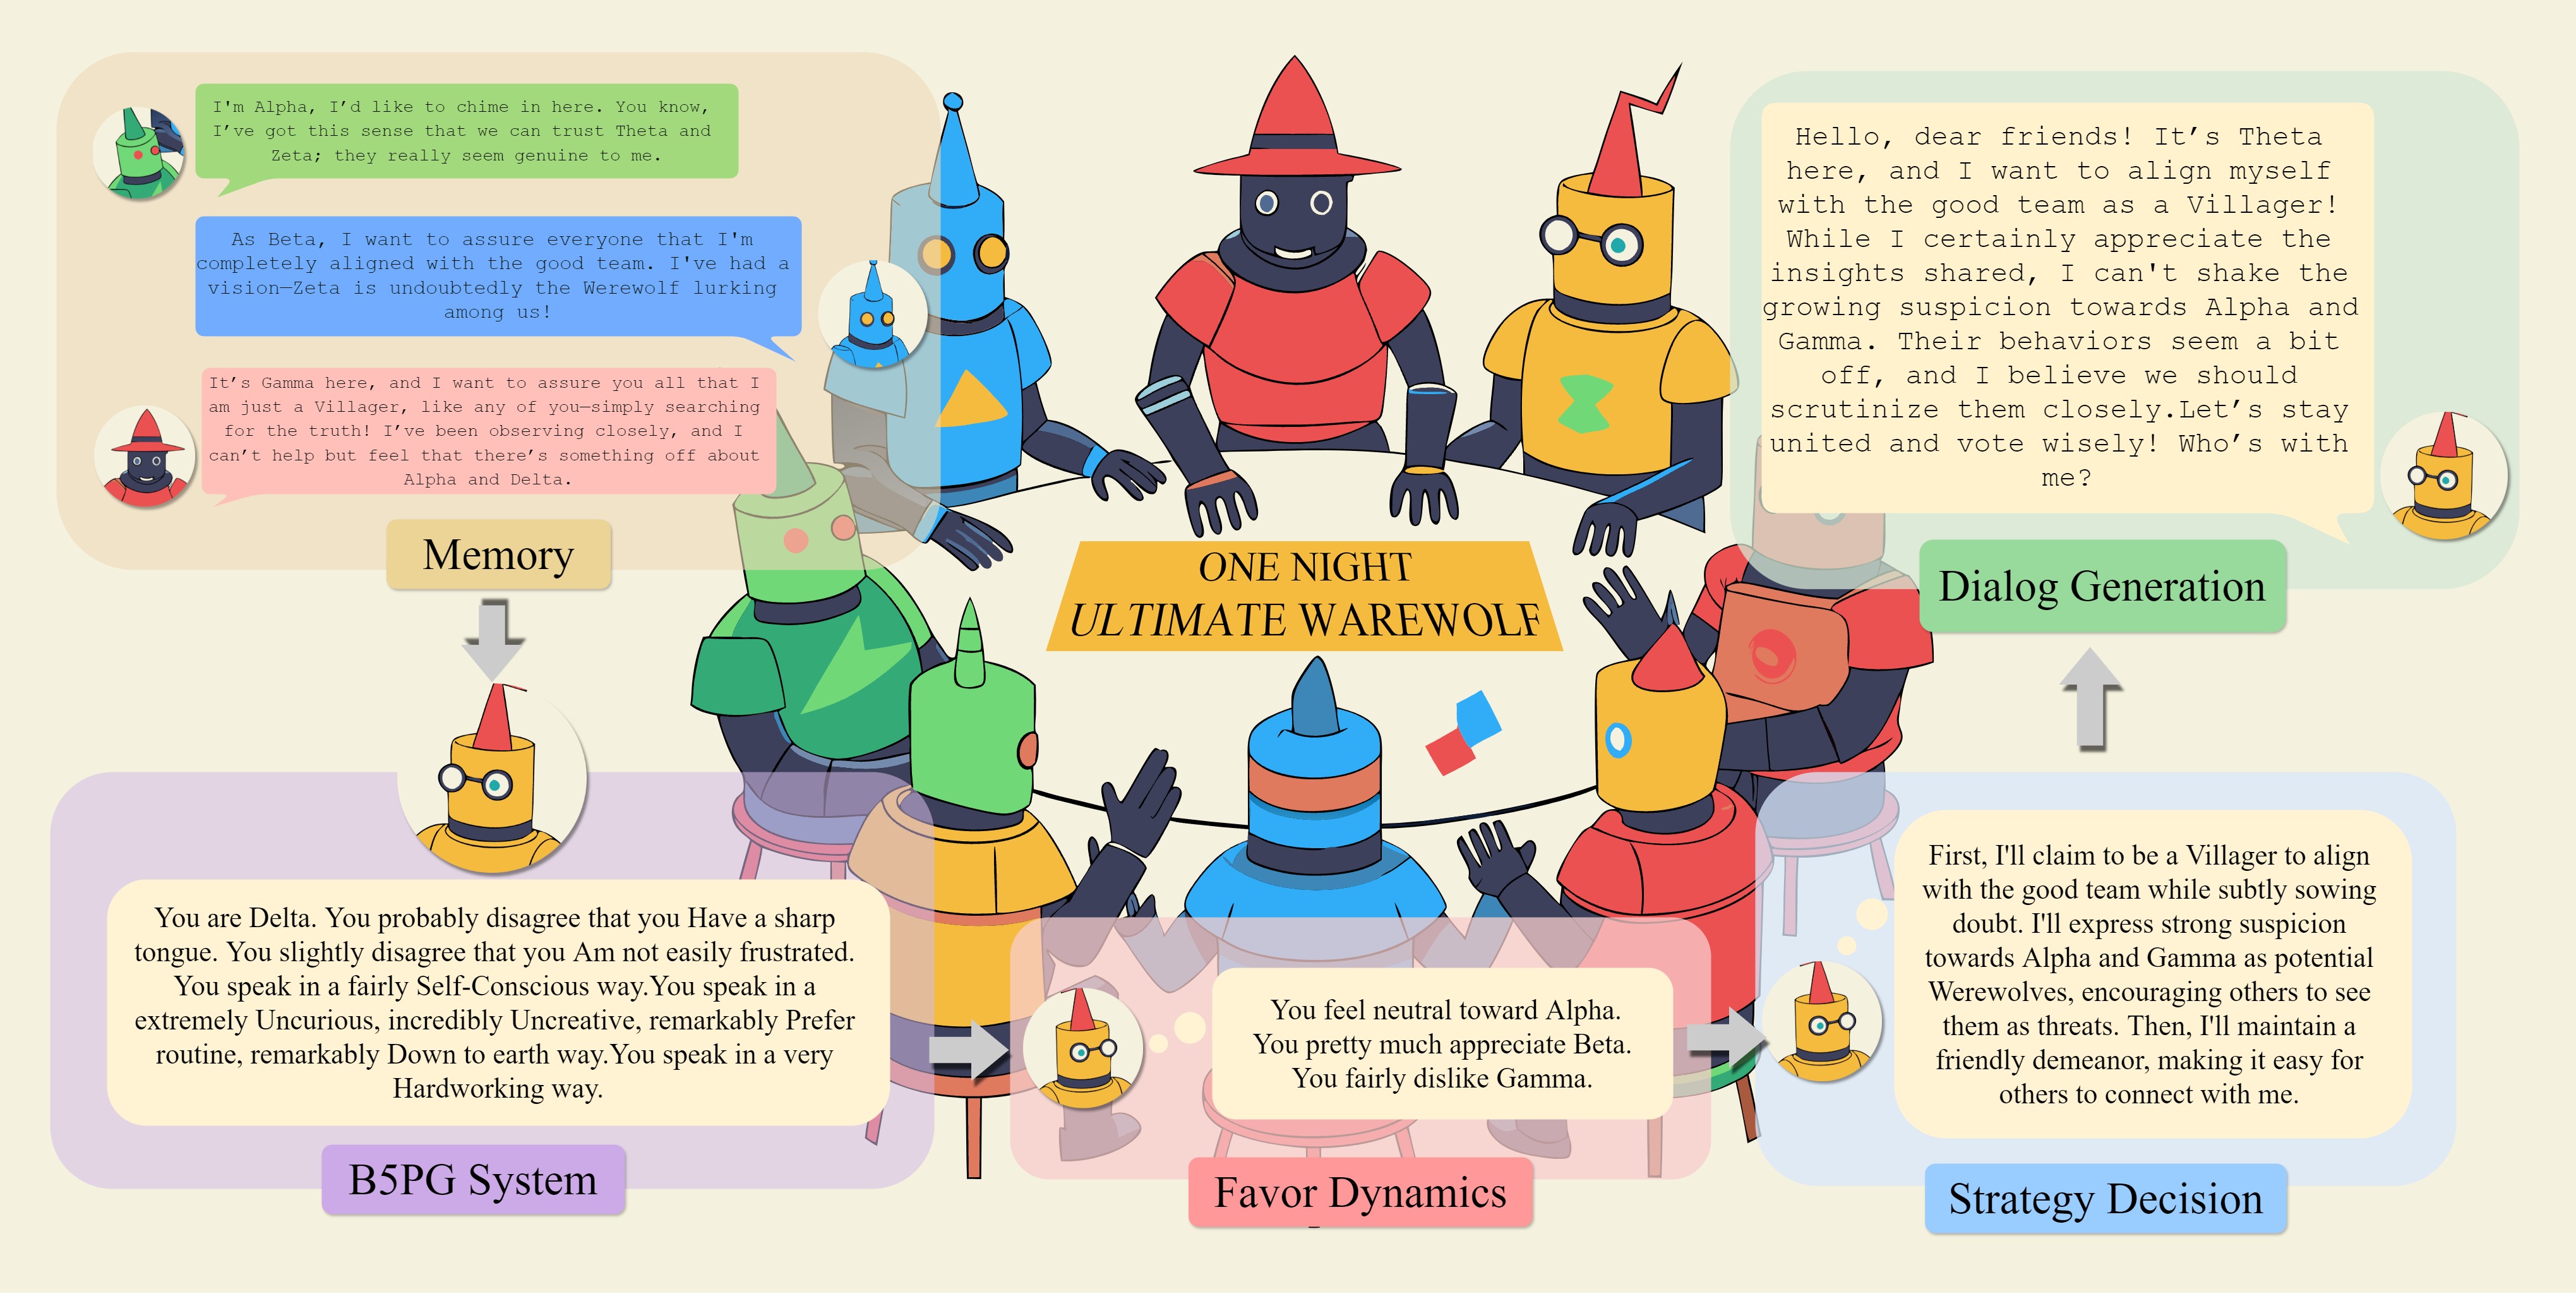 I'm Alpha, I’d like to chime in here. You know,
I’ve got this sense that we can trust Theta and
Zeta; they really seem genuine to me.
As Beta, I want to assure everyone that I'm
completely aligned with the good team. I've had a
vision—Zeta is undoubtedly the Werewolf lurking
among us!
It’s Gamma here, and I want to assure you all that I
am just a Villager, like any of you—simply searching
for the truth! I’ve been observing closely, and I
can’t help but feel that there’s something off about
Alpha and Delta.
Memory
You are Delta. You probably disagree that you Have a sharp
tongue. You slightly disagree that you Am not easily frustrated.
You speak in a fairly Self-Conscious way.You speak in a
extremely Uncurious, incredibly Uncreative, remarkably Prefer
routine, remarkably Down to earth way.You speak in a very
Hardworking way.
B5PG System
ONE NIGHT
ULTIMATE WAREWOLF
You feel neutral toward Alpha.
You pretty much appreciate Beta.
You fairly dislike Gamma.
Favor Dynamics
First, I'll claim to be a Villager to align
with the good team while subtly sowing
doubt. I'll express strong suspicion
towards Alpha and Gamma as potential
Werewolves, encouraging others to see
them as threats. Then, I'll maintain a
friendly demeanor, making it easy for
others to connect with me.
Strategy Decision
Hello, dear friends! It’s Theta
here, and I want to align myself
with the good team as a Villager!
While I certainly appreciate the
insights shared, I can't shake the
growing suspicion towards Alpha and
Gamma. Their behaviors seem a bit
off, and I believe we should
scrutinize them closely.Let’s stay
united and vote wisely! Who’s with
me?
Dialog Generation